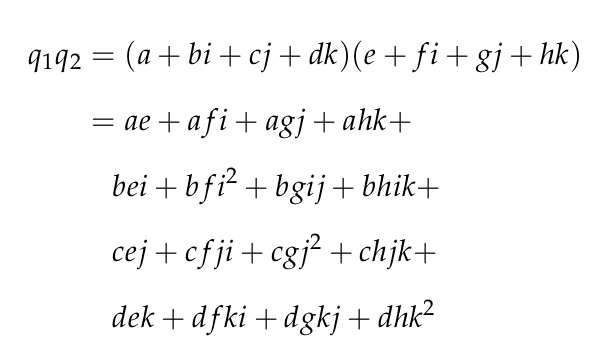 q₁q₂ = (a + bi + cj + dk)(e + fi + gj + hk)
= ae + afi + agj + ahk+
bei + bfi² + bgij + bhik+
cej + cfji + cgj² + chjk+
dek + dfki + dgkj + dhk²